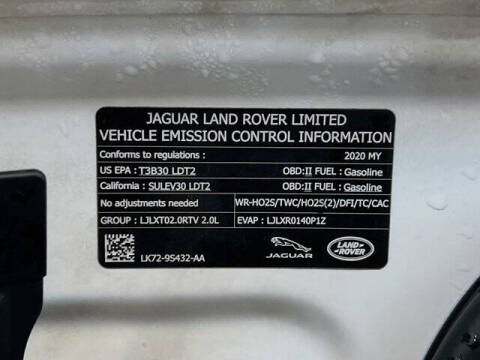 JAGUAR LAND ROVER LIMITED
VEHICLE EMISSION CONTROL INFORMATION
Conforms to regulations : 2020 MY
US EPA : T3B30 LDT2 OBD:II FUEL : Gasoline
California : SULEV30 LDT2 OBD:II FUEL : Gasoline
No adjustments needed WR-HO2S/TWC/HO2S(2)/DFI/TC/CAC
GROUP : LJLXT02.0RTV 2.0L EVAP : LJLXR0140P1Z
LK72-9S432-AA
JAGUAR
LAND-
ROVER